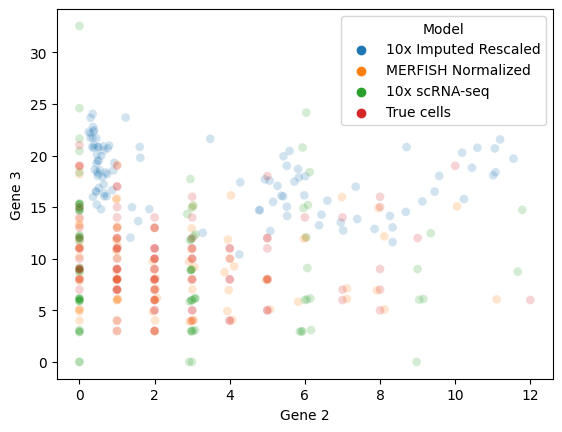 Model
10x Imputed Rescaled
MERFISH Normalized
10x scRNA-seq
True cells
Gene 3
30
25
20
15
10
5
0
0 2 4 6 8 10 12
Gene 2